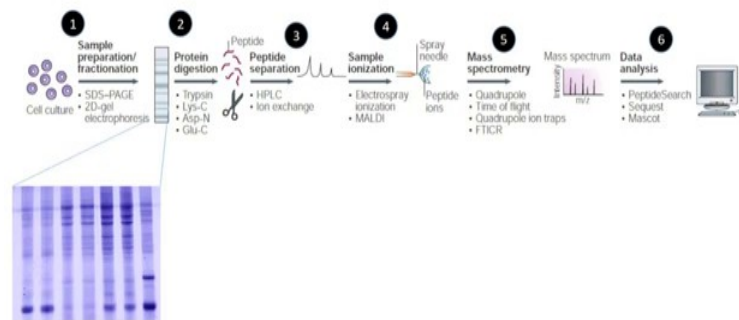 1
Sample
preparation/
fractionation
• SDS–PAGE
• 2D-gel
electrophoresis
Cell culture
2
Protein
digestion
• Trypsin
• Lys-C
• Asp-N
• Glu-C
Peptide
3
Peptide
separation
• HPLC
• Ion exchange
4
Sample
ionization
• Electrospray
ionization
• MALDI
Spray
needle
Peptide
ions
5
Mass
spectrometry
• Quadrupole
• Time of flight
• Quadrupole ion traps
• FTICR
Mass spectrum
Intensity
m/z
6
Data
analysis
• PeptideSearch
• Sequest
• Mascot